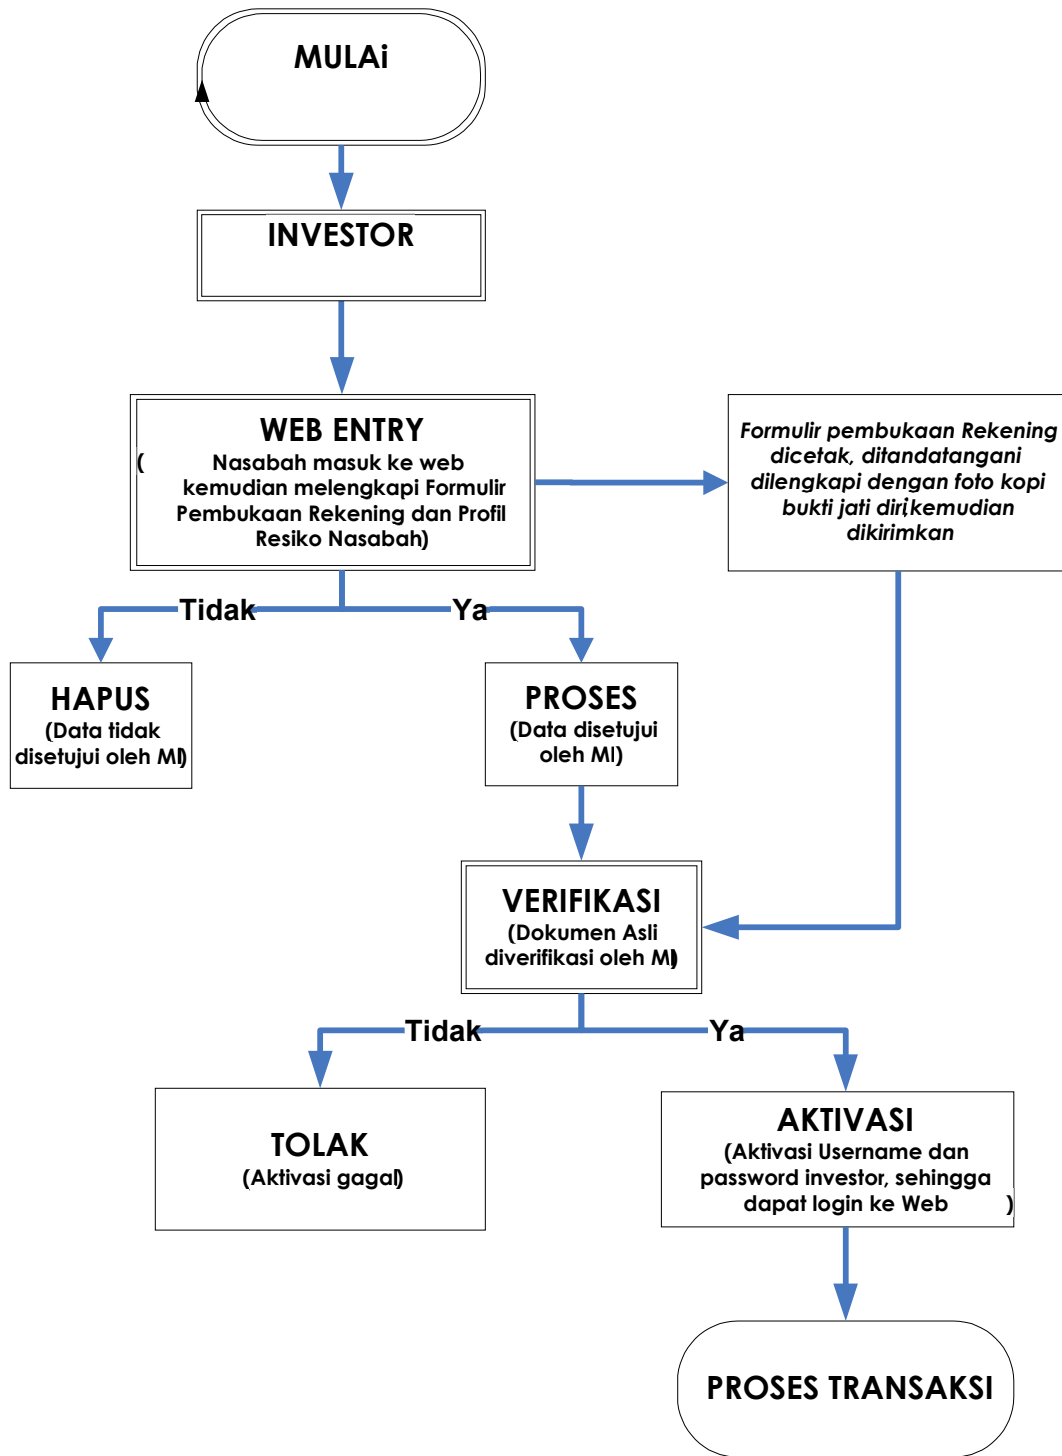 MULAi
INVESTOR
WEB ENTRY
( Nasabah masuk ke web
kemudian melengkapi Formulir
Pembukaan Rekening dan Profil
Resiko Nasabah)
Formulir pembukaan Rekening
dicetak, ditandatangani
dilengkapi dengan foto kopi
bukti jati diri,kemudian
dikirimkan
Tidak
Ya
HAPUS
(Data tidak
disetujui oleh MI)
PROSES
(Data disetujui
oleh MI)
VERIFIKASI
(Dokumen Asli
diverifikasi oleh MI)
Tidak
Ya
TOLAK
(Aktivasi gagal)
AKTIVASI
(Aktivasi Username dan
password investor, sehingga
dapat login ke Web )
PROSES TRANSAKSI